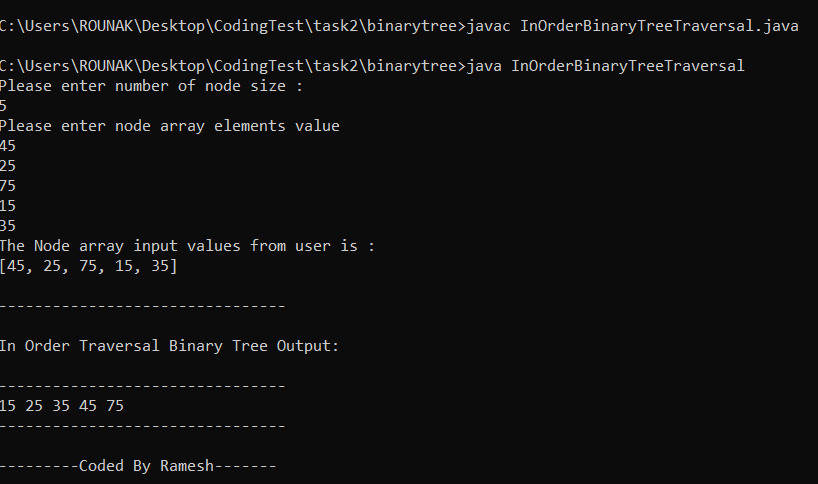 C:\Users\ROUNAK\Desktop\CodingTest\task2\binarytree>javac InOrderBinaryTreeTraversal.java
C:\Users\ROUNAK\Desktop\CodingTest\task2\binarytree>java InOrderBinaryTreeTraversal
Please enter number of node size :
5
Please enter node array elements value
45
25
75
15
35
The Node array input values from user is :
[45, 25, 75, 15, 35]
--------------------------------
In Order Traversal Binary Tree Output:
--------------------------------
15 25 35 45 75
--------------------------------
---------Coded By Ramesh-------